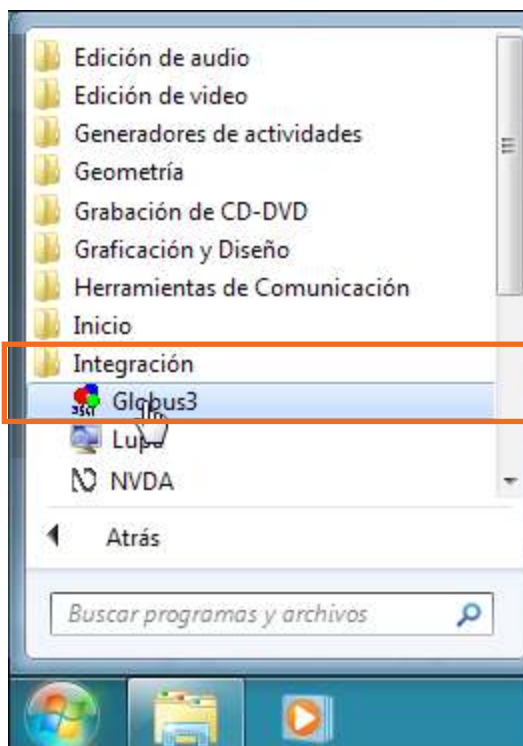 Edición de audio
Edición de video
Generadores de actividades
Geometría
Grabación de CD-DVD
Graficación y Diseño
Herramientas de Comunicación
Inicio
Integración
Globus3
Lupa
NVDA
Atrás
Buscar programas y archivos